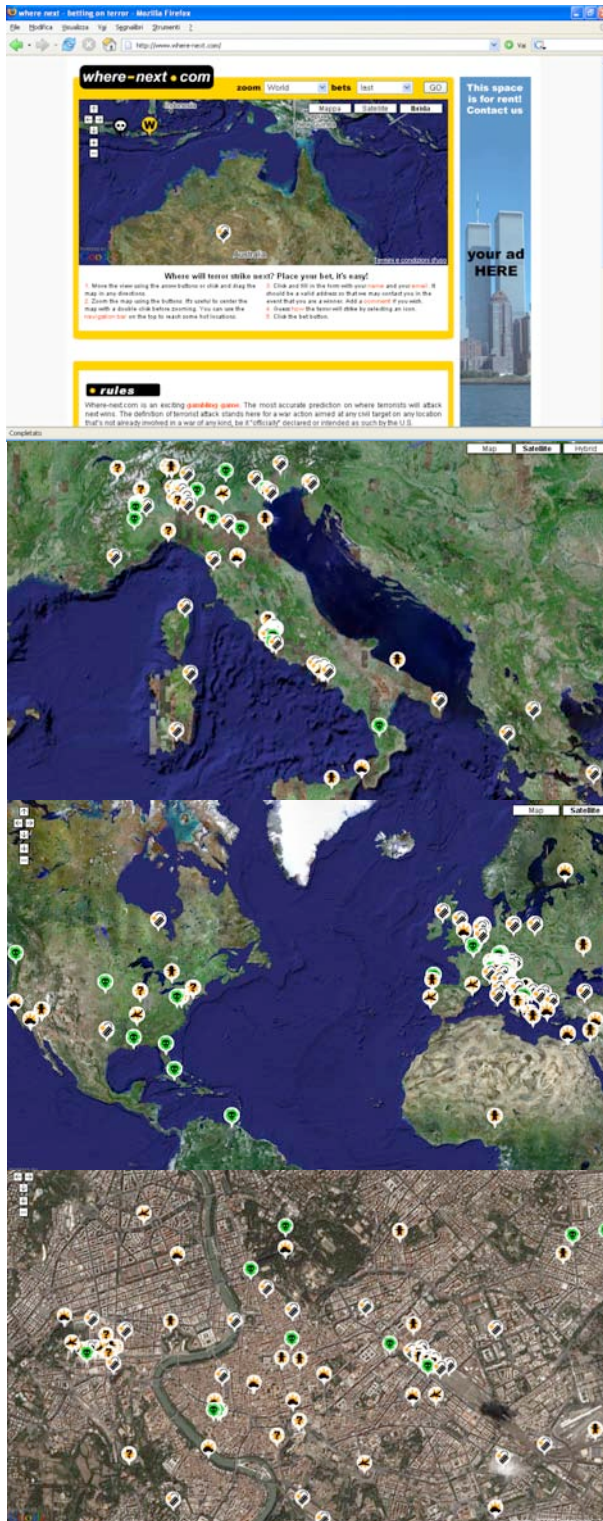 where next - betting on terror - Mozilla Firefox
File Modifica Visualizza Vai Segnalibri Strumenti ?
http://www.where-next.com/
Vai
where-next.com
zoom World bets last GO
Mappa Satellite Ibrida
W
Australia
Termini e condizioni d'uso
Where will terror strike next? Place your bet, it's easy!
1. Move the view using the arrow buttons or click and drag the
map in any directions.
2. Zoom the map using the buttons. It's useful to center the
map with a double click before zooming. You can use the
navigation bar on the top to reach some hot locations.
3. Click and fill in the form with your name and your email. It
should be a valid address so that we may contact you in the
event that you are a winner. Add a comment if you wish.
4. Guess how the terror will strike by selecting an icon.
5. Click the bet button.
This space
is for rent!
Contact us
your ad
HERE
rules
Where-next.com is an exciting gambling game. The most accurate prediction on where terrorists will attack
next wins. The definition of terrorist attack stands here for a war action aimed at any civil target on any location
that's not already involved in a war of any kind, be it "officially" declared or intended as such by the U.S.
Completato
Map Satellite Hybrid
Map Satellite